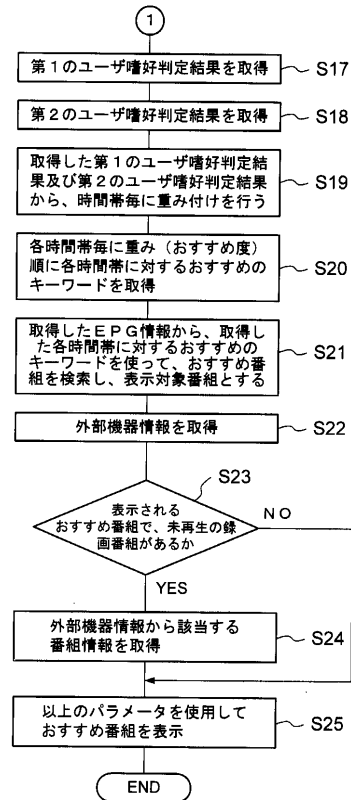 1
第１のユーザ嗜好判定結果を取得
S17
第２のユーザ嗜好判定結果を取得
S18
取得した第１のユーザ嗜好判定結
果及び第２のユーザ嗜好判定結果
から、時間帯毎に重み付けを行う
S19
各時間帯毎に重み（おすすめ度）
順に各時間帯に対するおすすめの
キーワードを取得
S20
取得したＥＰＧ情報から、取得し
た各時間帯に対するおすすめの
キーワードを使って、おすすめ番
組を検索し、表示対象番組とする
S21
外部機器情報を取得
S22
S23
表示される
おすすめ番組で、未再生の録
画番組があるか
ＮＯ
YES
外部機器情報から該当する
番組情報を取得
S24
以上のパラメータを使用して
おすすめ番組を表示
S25
END